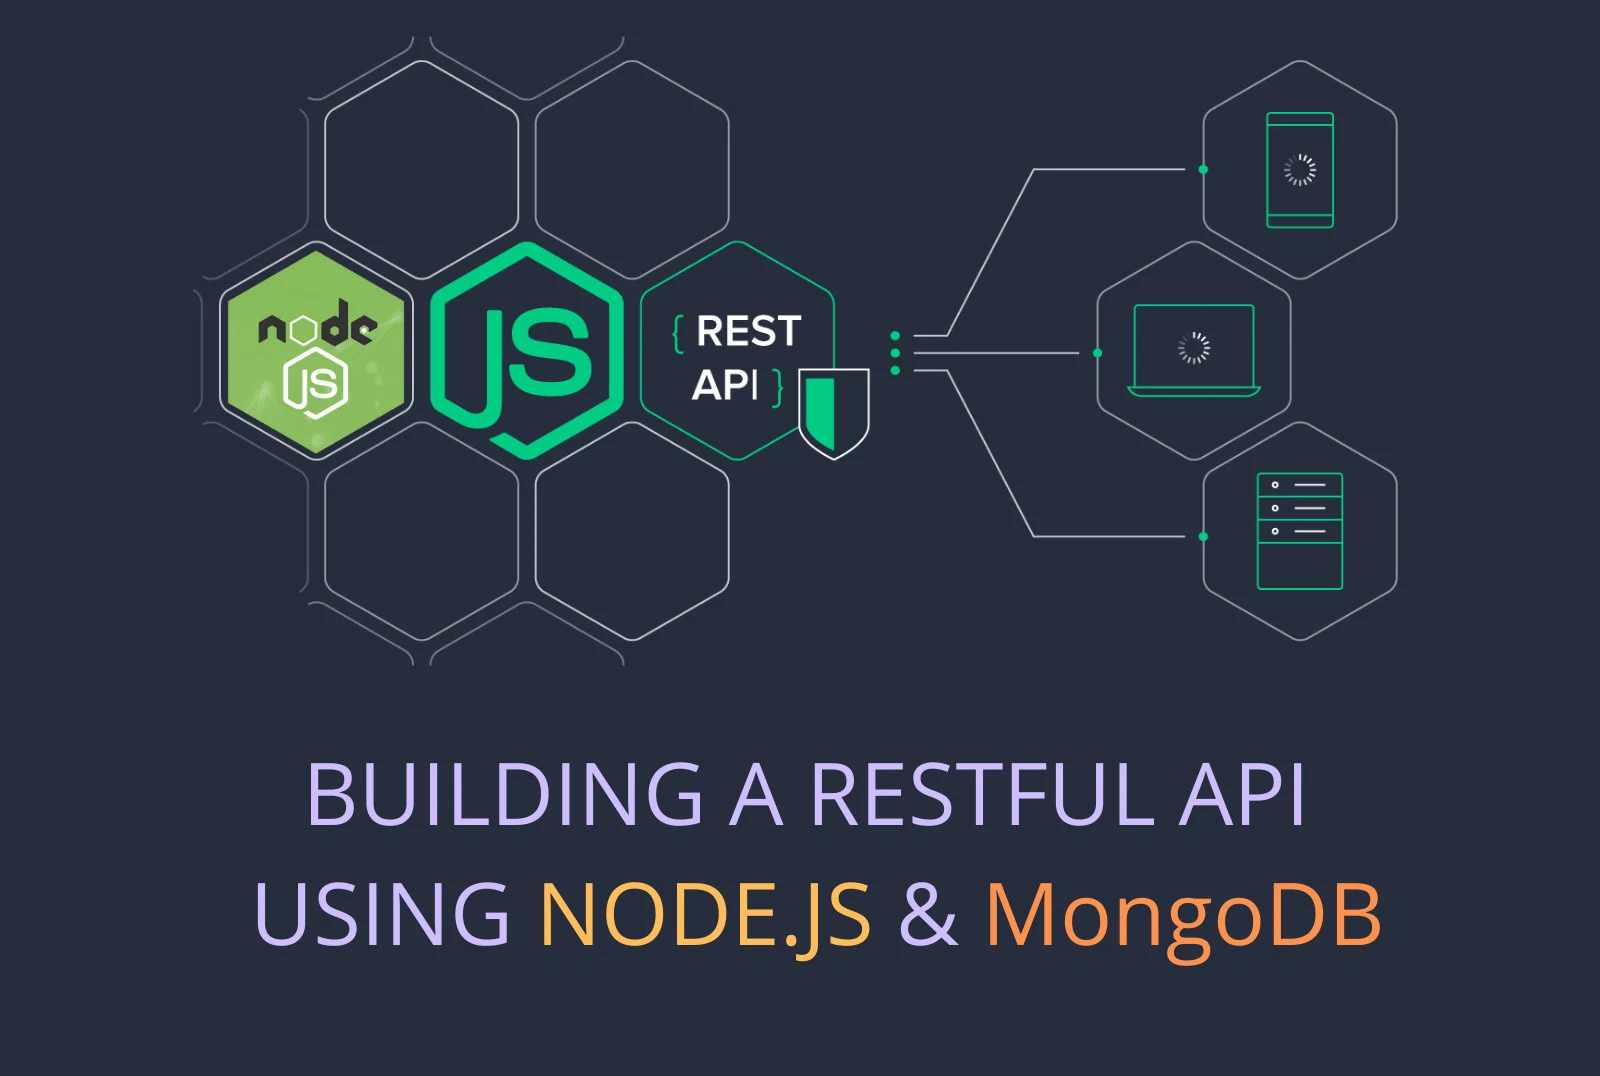 node
JS
JS
{ REST
API }
BUILDING A RESTFUL API
USING NODE.JS & MongoDB